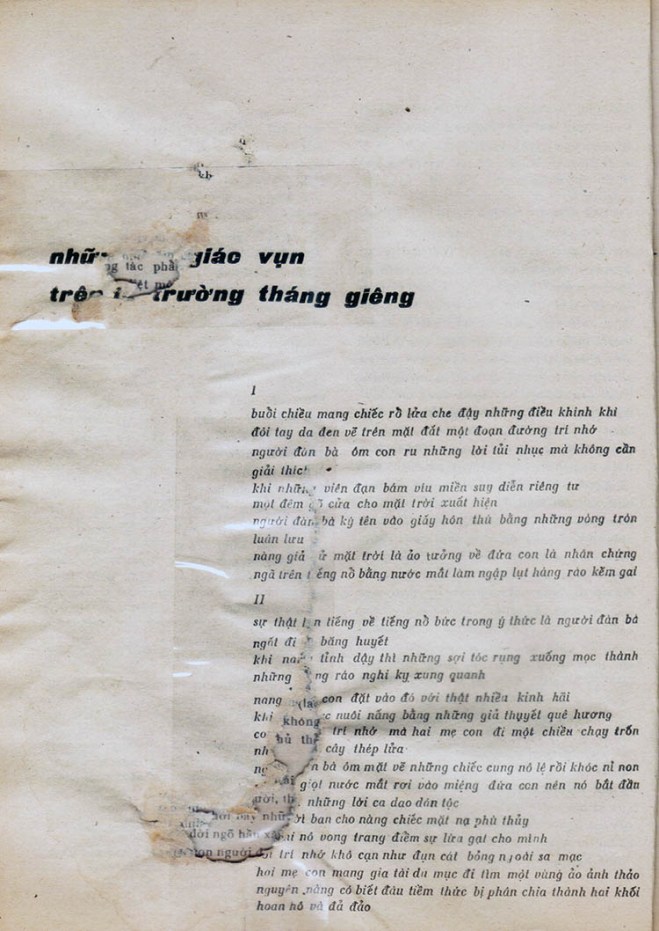 nhữn giác vụn
trên trường tháng giêng
I
buổi chiều mang chiếc rổ lửa che đậy những điều khinh khi
đôi tay da đen vẽ trên mặt đất một đoạn đường trí nhớ
người đàn bà ôm con ru những lời tủi nhục mà không cần
giải thích
khi những viên đạn bám víu miền suy diễn riêng tư
một đêm gõ cửa cho mặt trời xuất hiện
người đàn bà ký tên vào giấy hôn thú bằng những vòng tròn
luân lưu
nàng giả sử mặt trời là ảo tưởng về đứa con là nhân chứng
ngã trên tiếng nổ bằng nước mắt làm ngập lụt hàng rào kẽm gai
II
sự thật lên tiếng về tiếng nổ bức trong ý thức là người đàn bà
ngất đi băng huyết
khi nàng tỉnh dậy thì những sợi tóc rụng xuống mọc thành
những rào nghi kỵ xung quanh
nàng con đặt vào đó với thật nhiều kinh hãi
khi nuôi nấng bằng những giả thuyết quê hương
trí nhớ mà hai mẹ con đi một chiều chạy trốn
cây thép lửa
bà ôm mặt vẽ những chiếc cung nô lệ rồi khóc nỉ non
giọt nước mắt rơi vào miệng đứa con nên nó bắt đầu
những lời ca dao dân tộc
ban cho nàng chiếc mặt nạ phù thủy
nó vong trang điểm sự lừa gạt cho mình
trí nhớ khô cạn như đụn cát bỏng ngoài sa mạc
hai mẹ con mang gia tài du mục đi tìm một vùng ảo ảnh thảo
nguyên nàng có biết đâu tiềm thức bị phân chia thành hai khối
hoan hô và đả đảo